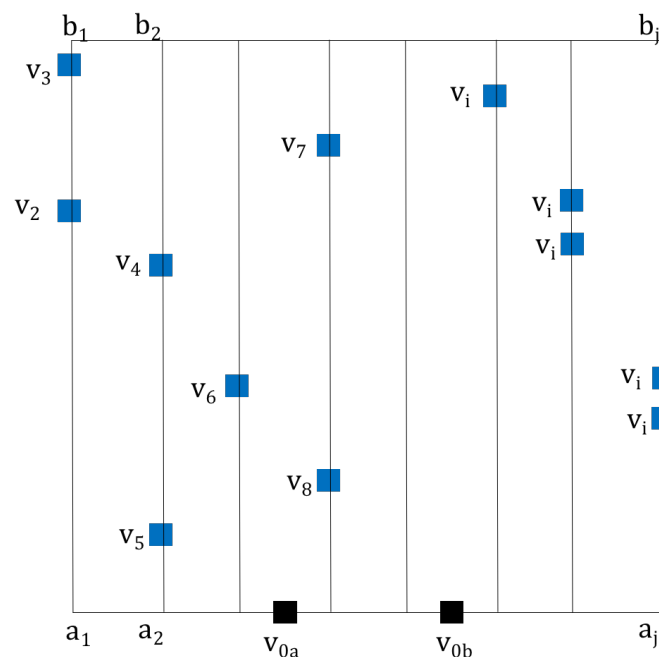 b₁ b₂ bⱼ
v₃
vᵢ
v₇
v₂
vᵢ
vᵢ
v₄
vᵢ
v₆
vᵢ
v₈
v₅
a₁ a₂ aⱼ
v₀ₐ v₀b